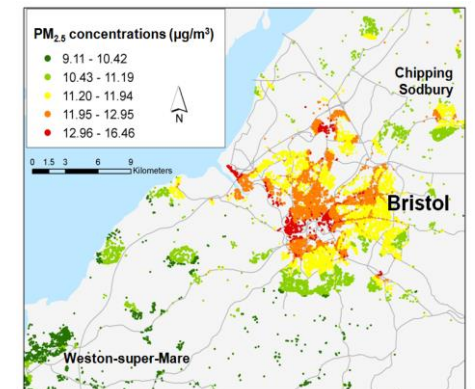 PM2.5 concentrations (µg/m³)
9.11 - 10.42
10.43 - 11.19
11.20 - 11.94
11.95 - 12.95
12.96 - 16.46
N
0 1.5 3 6 9
Kilometers
Chipping
Sodbury
Bristol
Weston-super-Mare